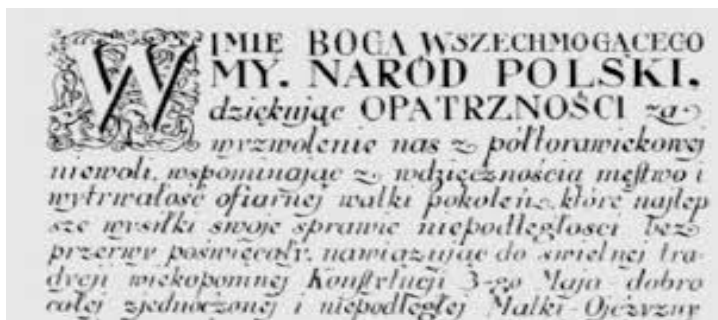 W IMIE BOGA WSZECHMOGĄCEGO
MY, NARÓD POLSKI,
dziękując OPATRZNOŚCI za
wyzwolenie nas z półtorawiekowej
niewoli, wspominając z wdzięcznością męstwo i
wytrwałość ofiarnej walki pokoleń, które najlep
sze wysiłki swoje sprawie niepodległości bez
przerwy poświęcały, nawiązując do świetnej tra-
dycji wiekopomnej Konstytucji 3-go Maja-dobro
całej zjednoczonej i niepodległej Matki-Ojczyzny